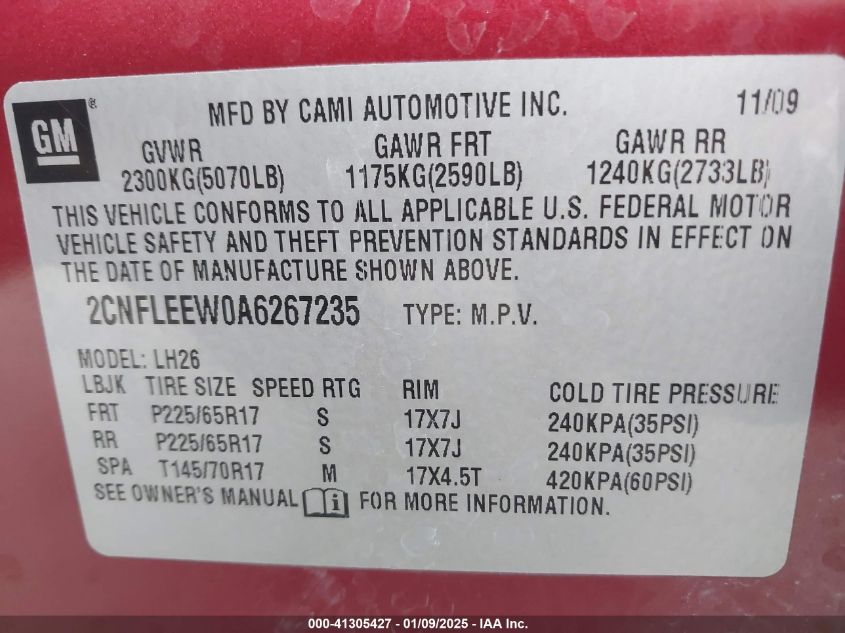 GM®
MFD BY CAMI AUTOMOTIVE INC. 11/09
GVWR GAWR FRT GAWR RR
2300KG(5070LB) 1175KG(2590LB) 1240KG(2733LB)
THIS VEHICLE CONFORMS TO ALL APPLICABLE U.S. FEDERAL MOTOR
VEHICLE SAFETY AND THEFT PREVENTION STANDARDS IN EFFECT ON
THE DATE OF MANUFACTURE SHOWN ABOVE.
2CNFLEEW0A6267235 TYPE: M.P.V.
MODEL: LH26
LBJK TIRE SIZE SPEED RTG RIM COLD TIRE PRESSURE
FRT P225/65R17 S 17X7J 240KPA(35PSI)
RR P225/65R17 S 17X7J 240KPA(35PSI)
SPA T145/70R17 M 17X4.5T 420KPA(60PSI)
SEE OWNER'S MANUAL i FOR MORE INFORMATION.
000-41305427 - 01/09/2025 - IAA Inc.